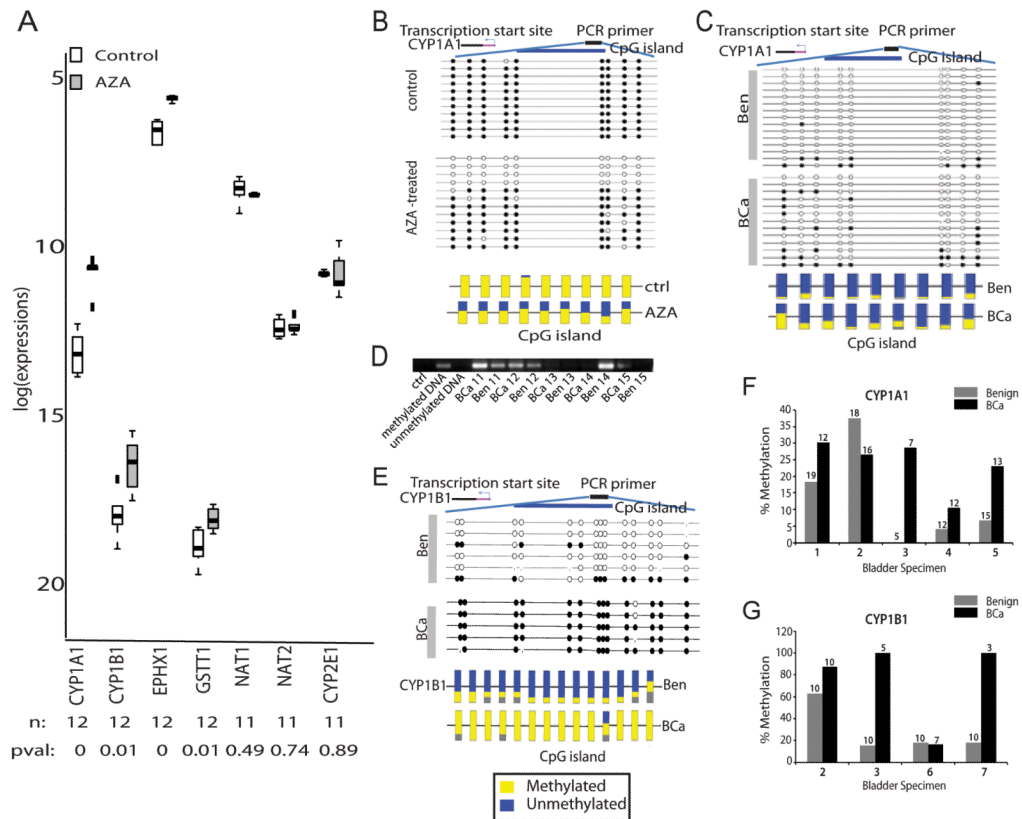 A
Control
AZA
log(expressions)
5
10
15
20
CYP1A1
CYP1B1
EPHX1
GSTT1
NAT1
NAT2
CYP2E1
n: 12 12 12 12 11 11 11
pval: 0 0.01 0 0.01 0.49 0.74 0.89
B
Transcription start site
PCR primer
CYP1A1
CpG island
control
AZA -treated
ctrl
AZA
CpG island
C
Transcription start site
PCR primer
CYP1A1
CpG island
Ben
BCa
Ben
BCa
CpG island
D
ctrl
methylated DNA
unmethylated DNA
BCa 11
Ben 11
BCa 12
Ben 12
BCa 13
Ben 13
BCa 14
Ben 14
BCa 15
Ben 15
E
Transcription start site
PCR primer
CYP1B1
CpG island
Ben
BCa
CYP1B1
Ben
BCa
CpG island
Methylated
Unmethylated
F
CYP1A1
Benign
BCa
% Methylation
40
35
30
25
20
15
10
5
0
19 12 18 16 5 7 12 12 15 13
1 2 3 4 5
Bladder Specimen
G
CYP1B1
Benign
BCa
% Methylation
120
100
80
60
40
20
0
10 10 10 5 10 7 10 3
2 3 6 7
Bladder Specimen